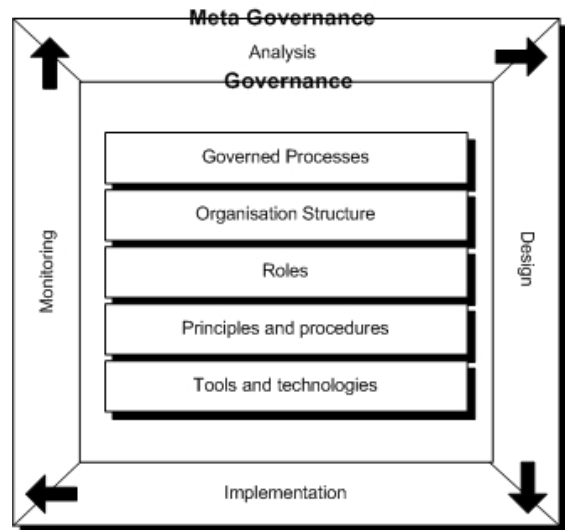 Meta Governance
Analysis
Governance
Governed Processes
Organisation Structure
Roles
Principles and procedures
Tools and technologies
Monitoring
Design
Implementation